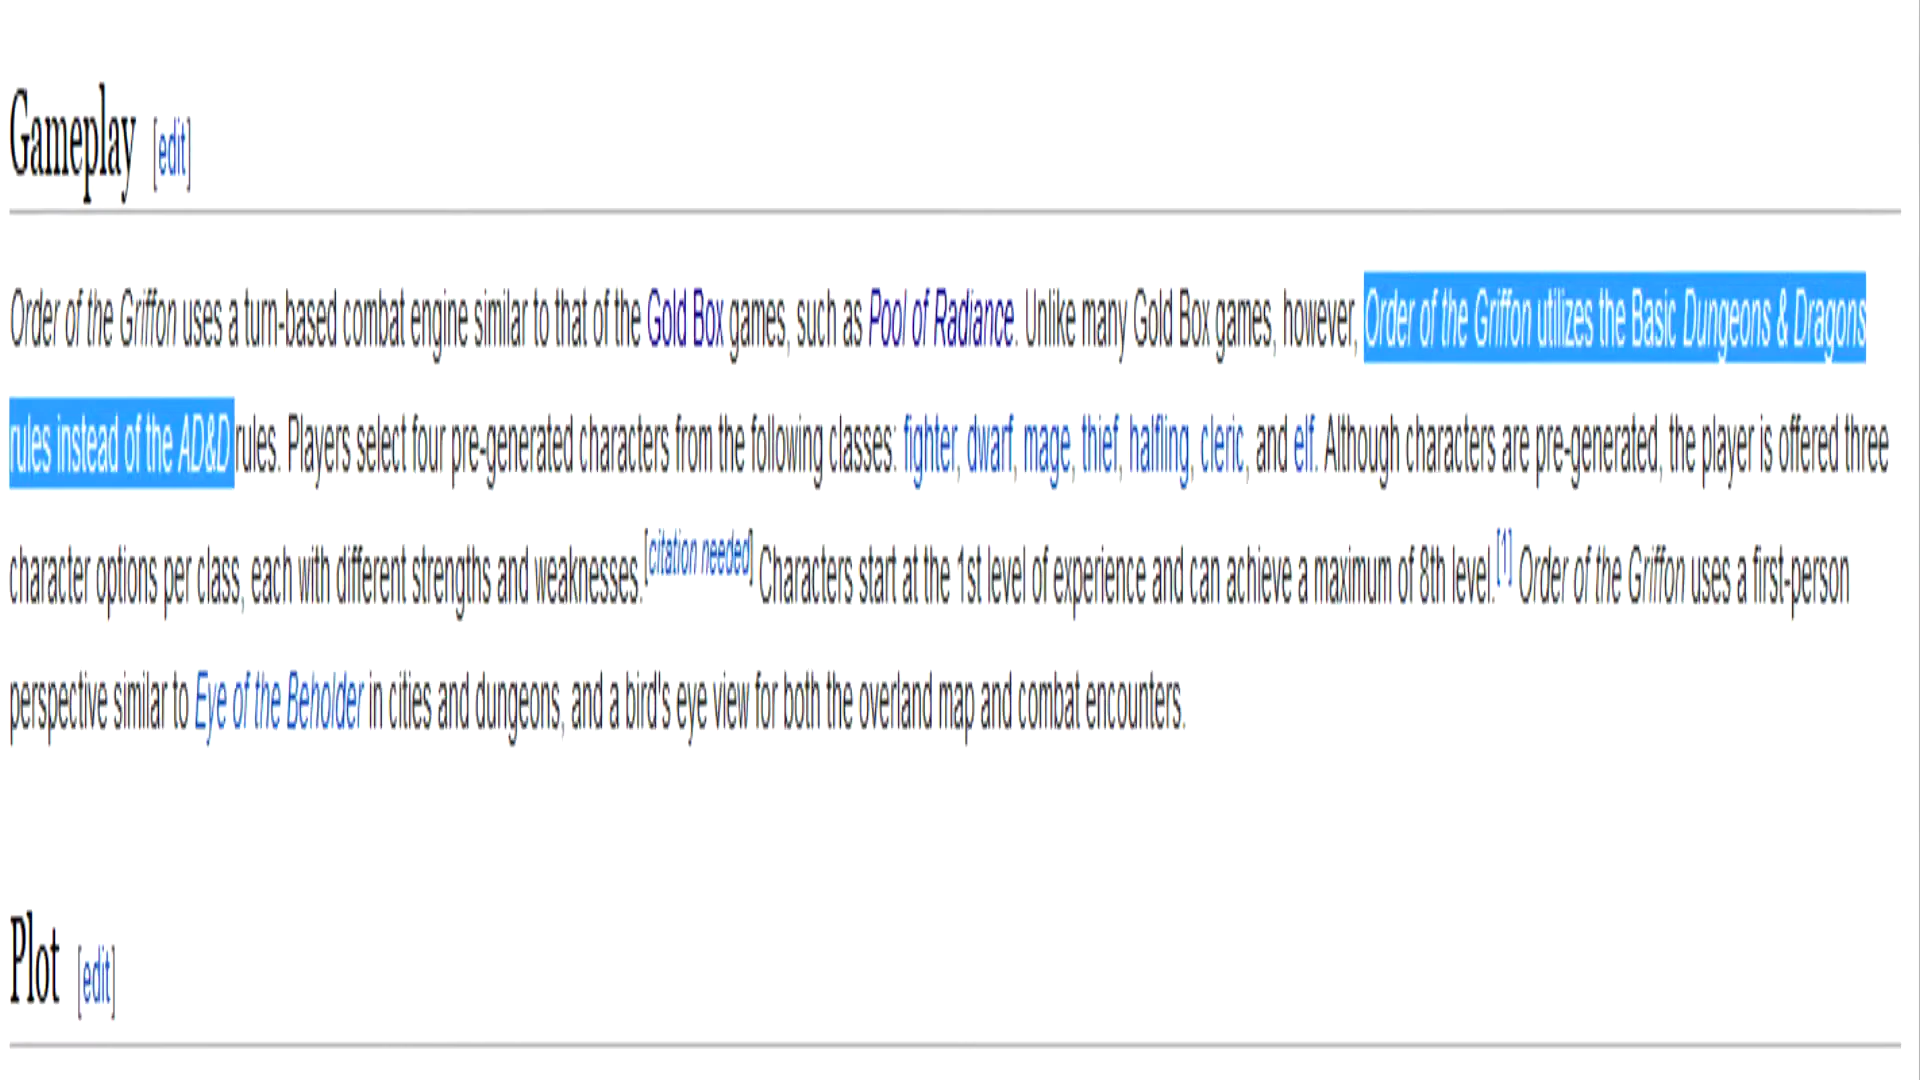 Gameplay [edit]
Order of the Griffon uses a turn-based combat engine similar to that of the Gold Box games, such as Pool of Radiance. Unlike many Gold Box games, however, Order of the Griffon utilizes the Basic Dungeons & Dragons
rules instead of the AD&D rules. Players select four pre-generated characters from the following classes: fighter, dwarf, mage, thief, halfling, cleric, and elf. Although characters are pre-generated, the player is offered three
character options per class, each with different strengths and weaknesses.[citation needed] Characters start at the 1st level of experience and can achieve a maximum of 8th level.[1] Order of the Griffon uses a first-person
perspective similar to Eye of the Beholder in cities and dungeons, and a bird's eye view for both the overland map and combat encounters.
Plot [edit]